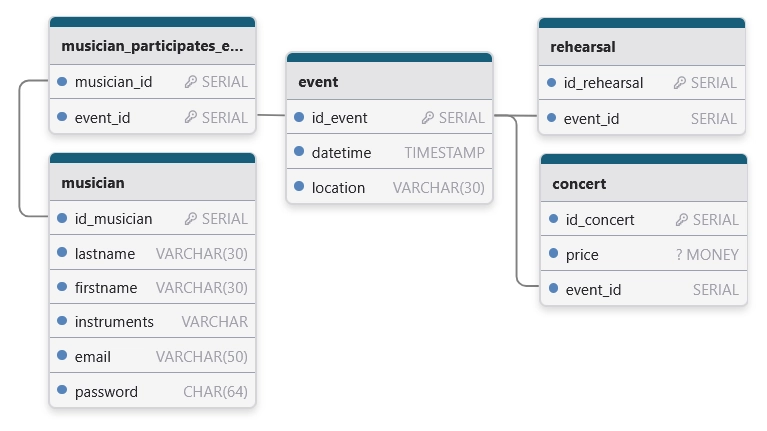 musician_participates_e...
musician_id SERIAL
event_id SERIAL
musician
id_musician SERIAL
lastname VARCHAR(30)
firstname VARCHAR(30)
instruments VARCHAR
email VARCHAR(50)
password CHAR(64)
event
id_event SERIAL
datetime TIMESTAMP
location VARCHAR(30)
rehearsal
id_rehearsal SERIAL
event_id SERIAL
concert
id_concert SERIAL
price ? MONEY
event_id SERIAL